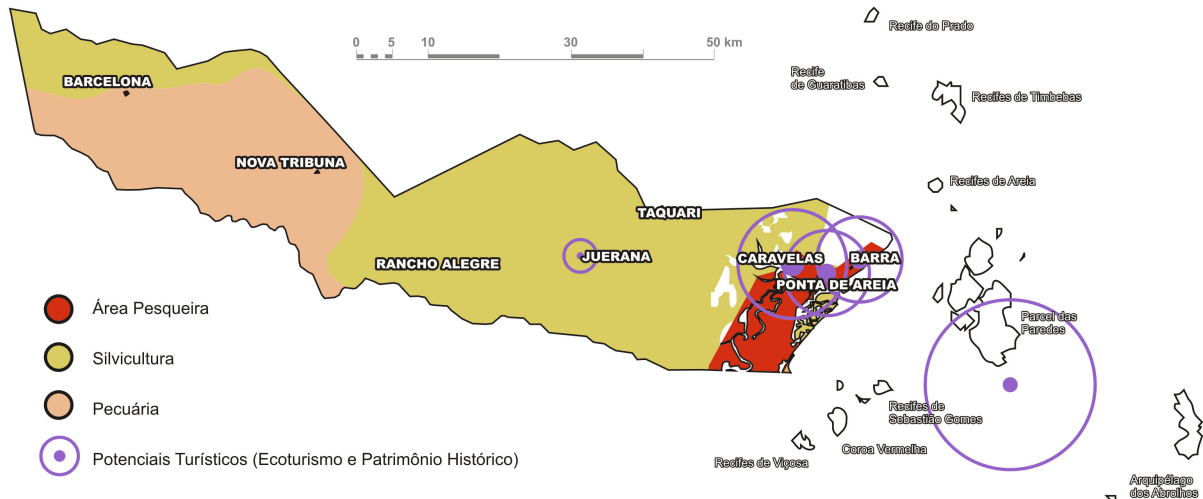 Recife do Prado
0 5 10 30 50 km
Recife
de Guaratibas
BARCELONA
Recifes de Timbebas
NOVA TRIBUNA
Recifes de Areia
TAQUARI
RANCHO ALEGRE
JUERANA
CARAVELAS
BARRA
PONTA DE AREIA
Parcel das
Paredes
Área Pesqueira
Silvicultura
Pecuária
Potenciais Turísticos (Ecoturismo e Patrimônio Histórico)
Recifes de
Sebastião Gomes
Coroa Vermelha
Recifes de Viçosa
Arquipélago
dos Abrolhos